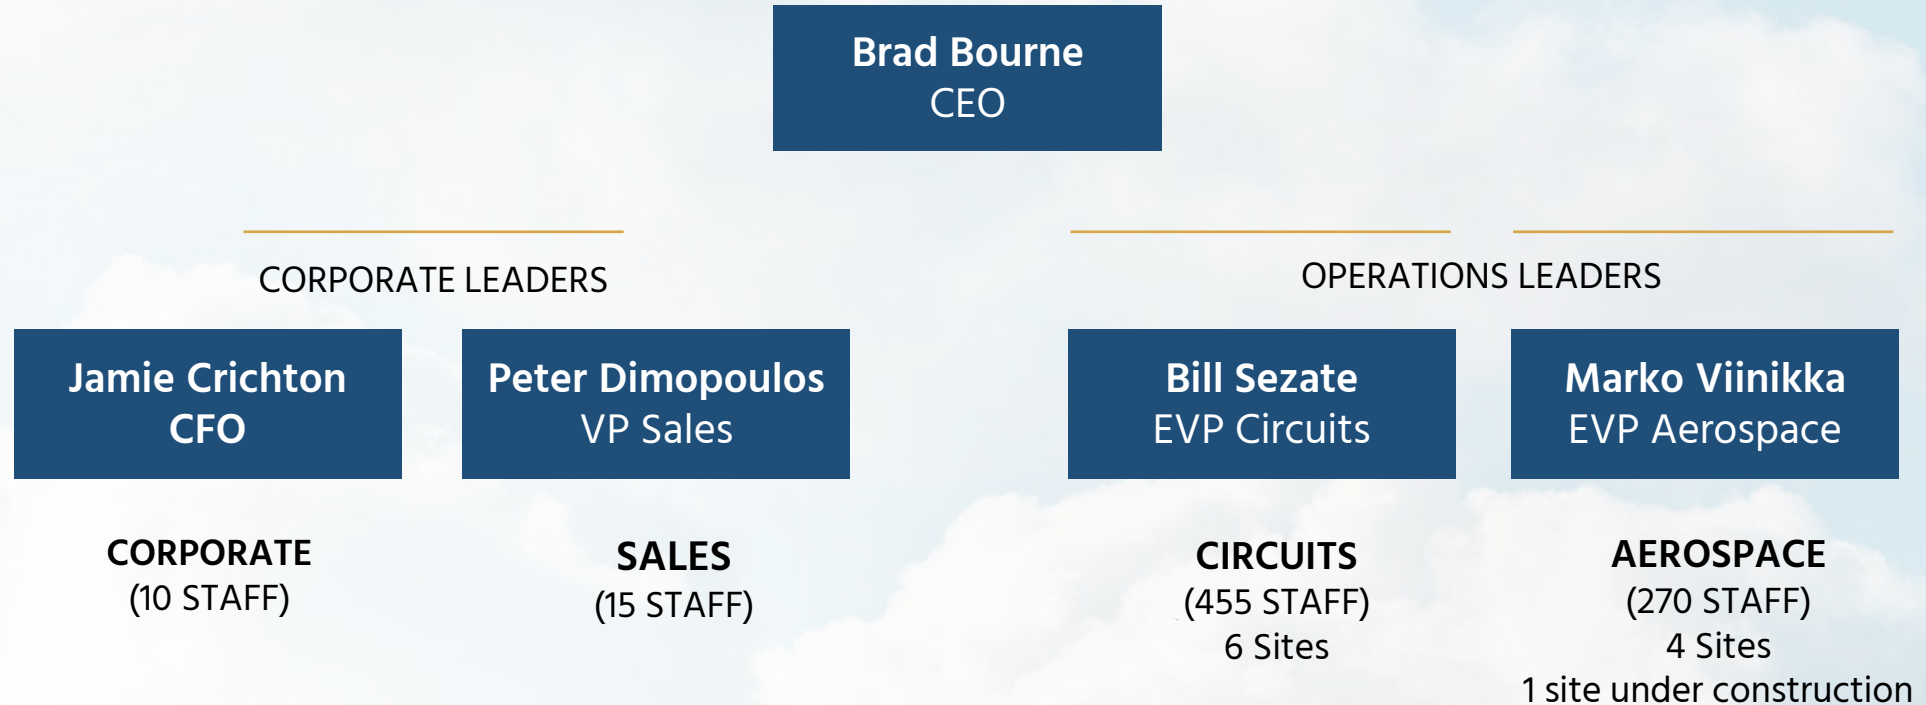 Brad Bourne
CEO
CORPORATE LEADERS
OPERATIONS LEADERS
Jamie Crichton
CFO
Peter Dimopoulos
VP Sales
Bill Sezate
EVP Circuits
Marko Viinikka
EVP Aerospace
CORPORATE
(10 STAFF)
SALES
(15 STAFF)
CIRCUITS
(455 STAFF)
6 Sites
AEROSPACE
(270 STAFF)
4 Sites
1 site under construction